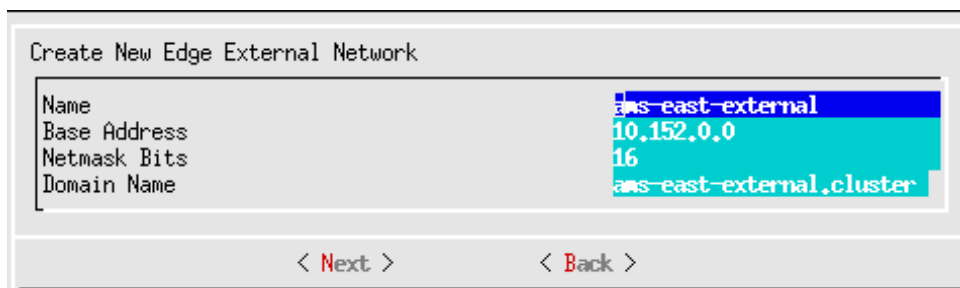 Create New Edge External Network
Name ams-east-external
Base Address 10.152.0.0
Netmask Bits 16
Domain Name ams-east-external.cluster
< Next > < Back >